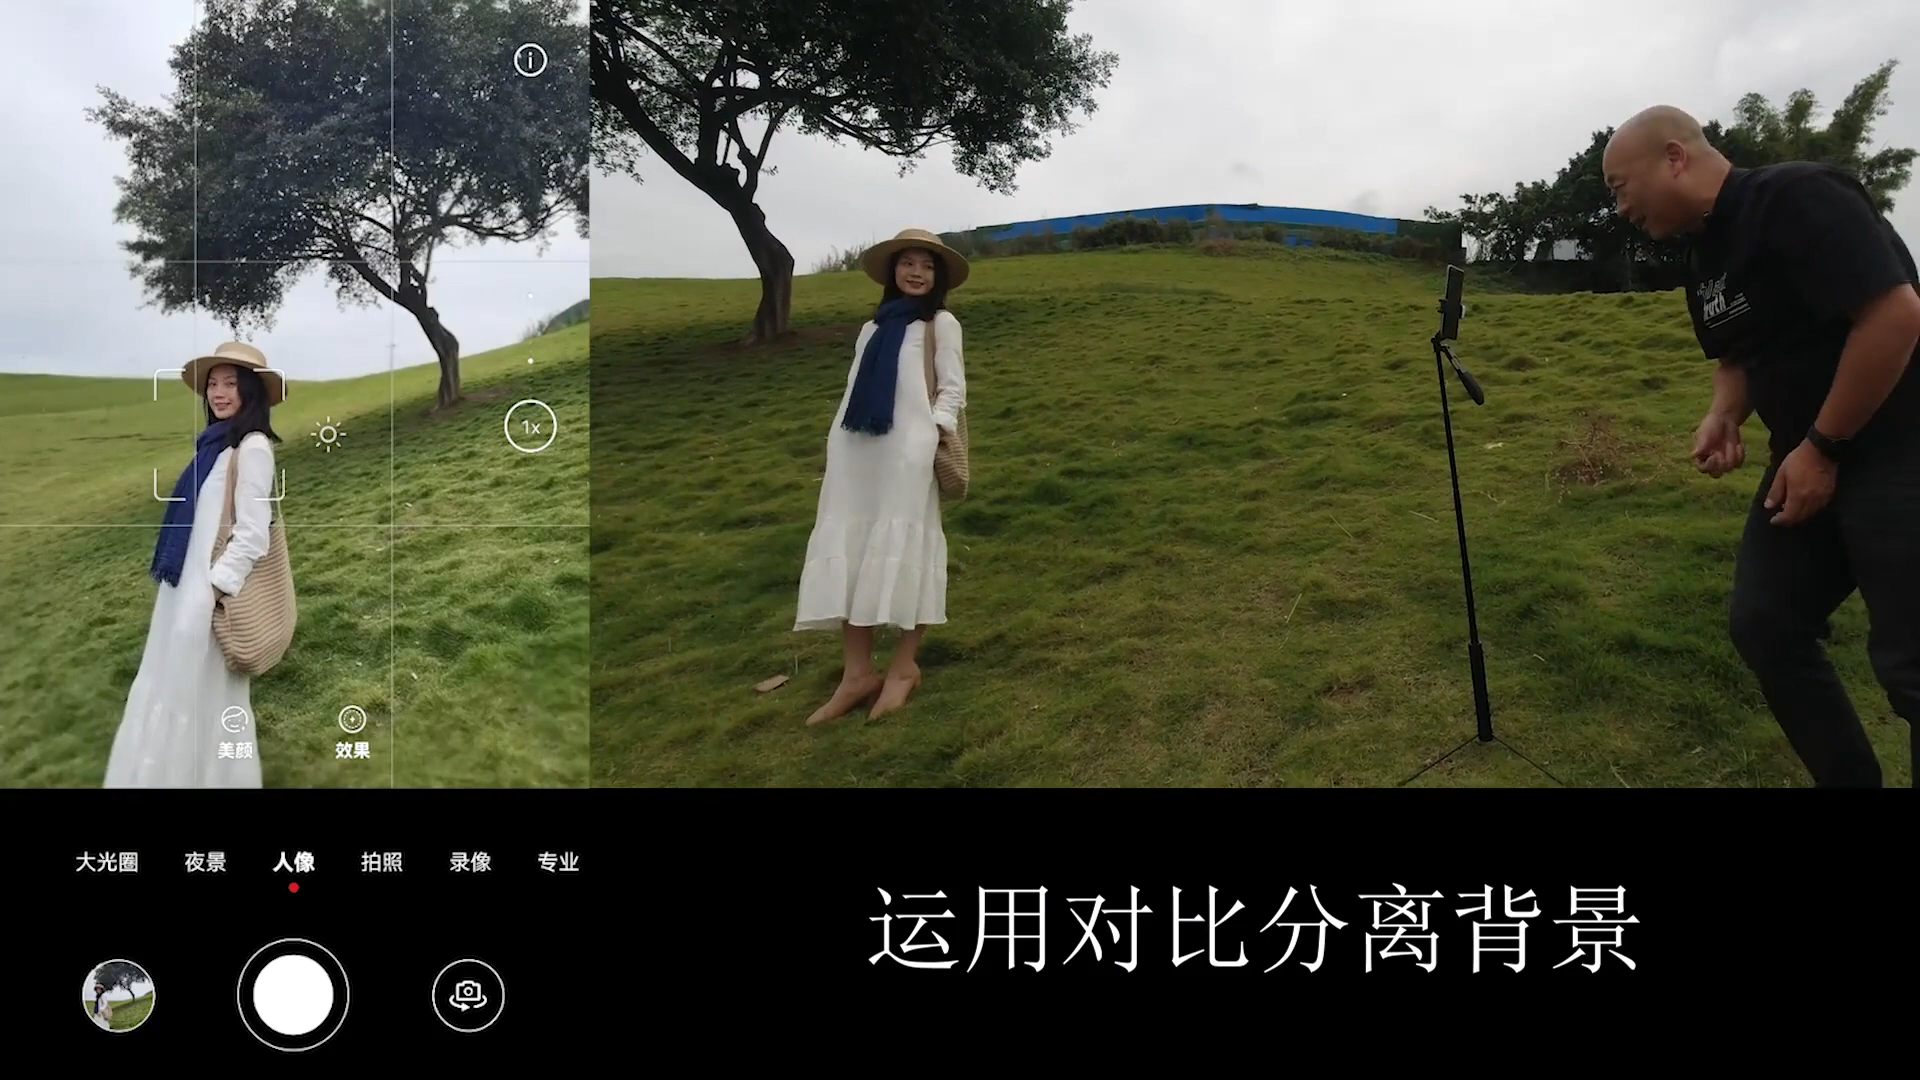 1x
美颜
效果
大光圈 夜景 人像 拍照 录像 专业
运用对比分离背景